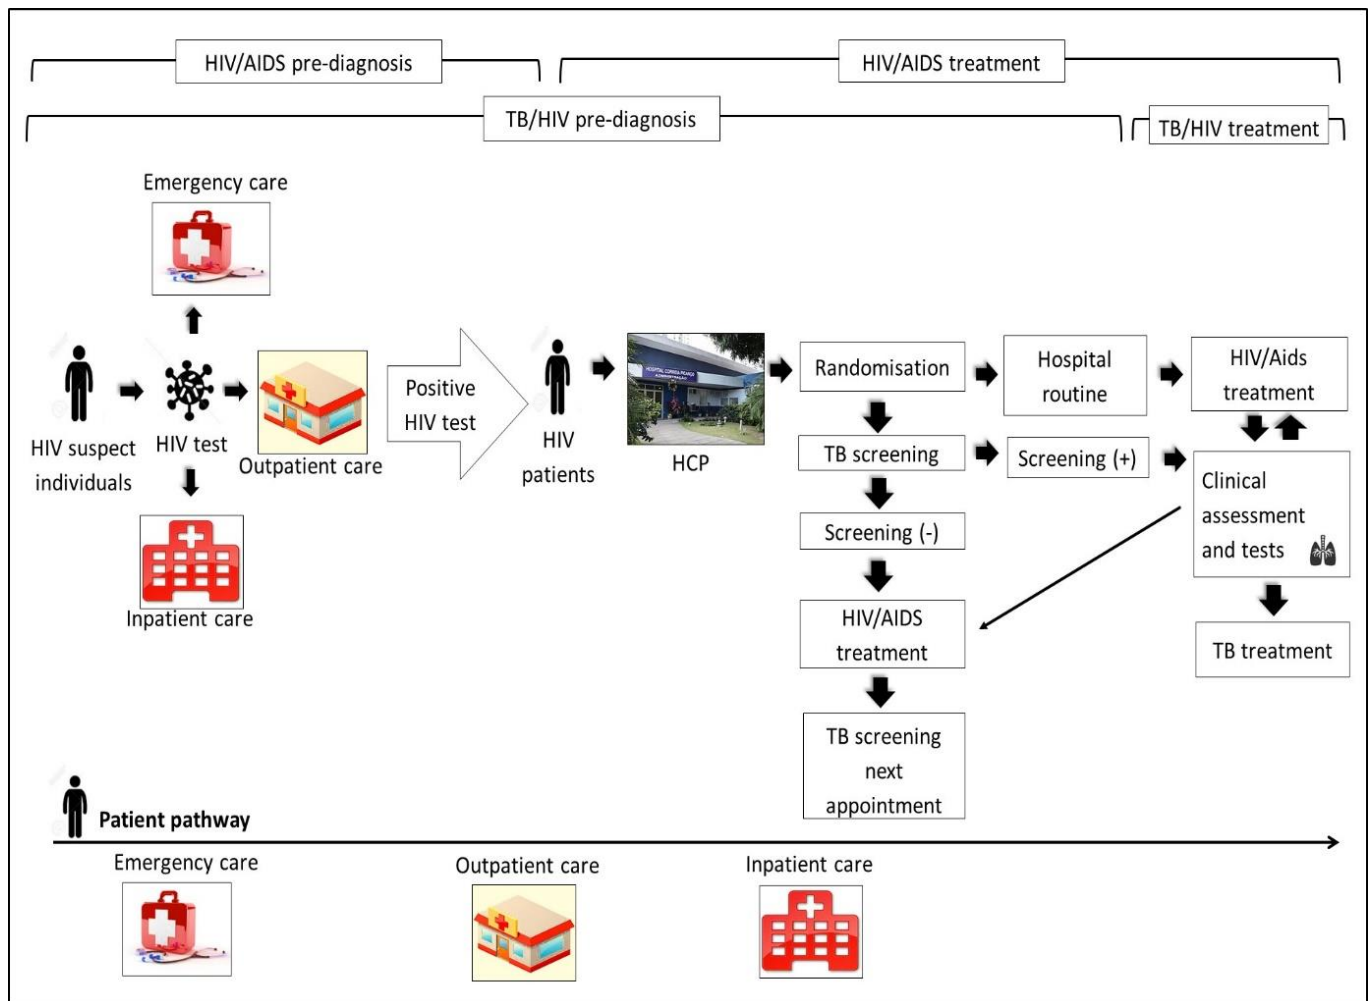 HIV/AIDS pre-diagnosis
HIV/AIDS treatment
TB/HIV pre-diagnosis
TB/HIV treatment
Emergency care
HIV suspect
individuals
HIV test
Outpatient care
Inpatient care
Positive
HIV test
HIV
patients
HOSPITAL CORREIA PICANÇO
HCP
Randomisation
Hospital
routine
HIV/Aids
treatment
TB screening
Screening (+)
Clinical
assessment
and tests
Screening (-)
HIV/AIDS
treatment
TB treatment
TB screening
next
appointment
Patient pathway
Emergency care
Outpatient care
Inpatient care